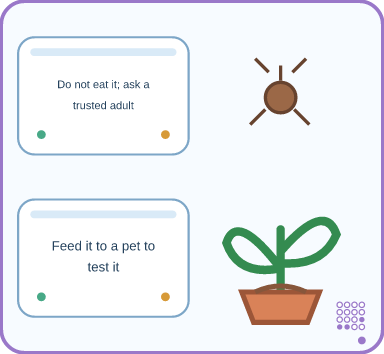 Do not eat it; ask a
trusted adult
Feed it to a pet to
test it